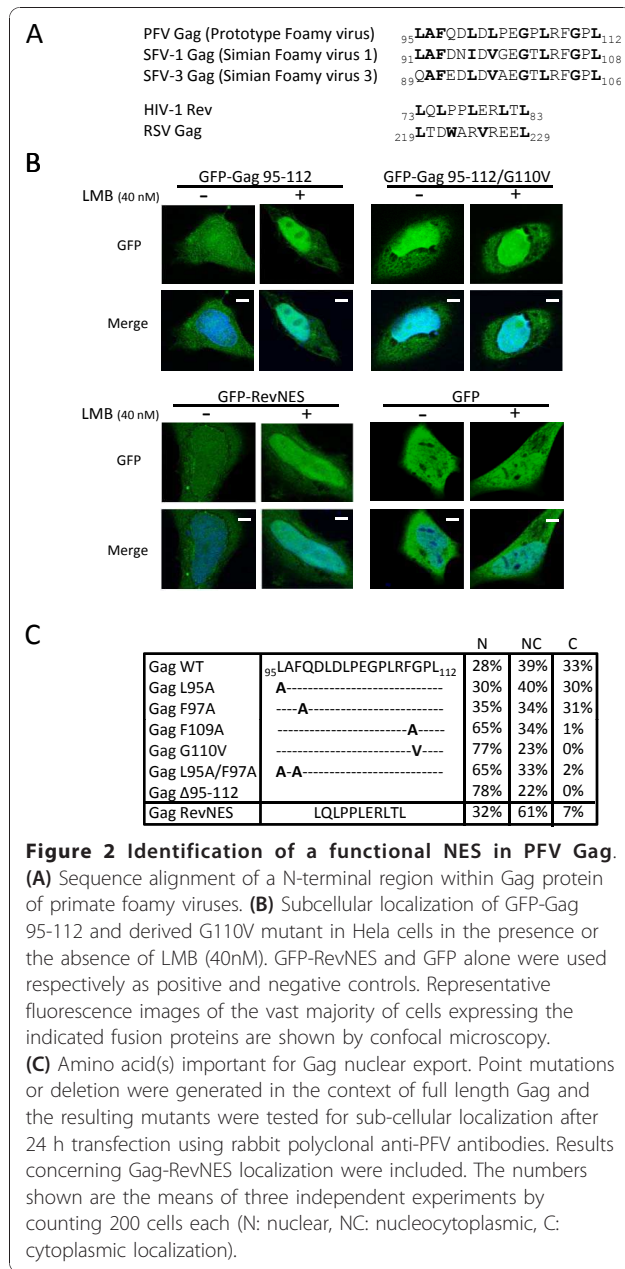 A
PFV Gag (Prototype Foamy virus) 95LAFQDLDLPEGPLRFGPL112
SFV-1 Gag (Simian Foamy virus 1) 91LAFDNIDVGEGTLRFGPL108
SFV-3 Gag (Simian Foamy virus 3) 89QAFEDLDVAEGTLRFGPL106
HIV-1 Rev 73LQLPPLERLTL83
RSV Gag 219LTDWARVREEL229
B
GFP-Gag 95-112 GFP-Gag 95-112/G110V
LMB (40 nM) - + - +
GFP
Merge
GFP-RevNES GFP
LMB (40 nM) - + - +
GFP
Merge
C
N NC C
Gag WT 95LAFQDLDLPEGPLRFGPL112 28% 39% 33%
Gag L95A A------------------------------ 30% 40% 30%
Gag F97A ----A--------------------------- 35% 34% 31%
Gag F109A ---------------------------A----- 65% 34% 1%
Gag G110V ----------------------------V---- 77% 23% 0%
Gag L95A/F97A A-A---------------------------- 65% 33% 2%
Gag Δ95-112 78% 22% 0%
Gag RevNES LQLPPLERLTL 32% 61% 7%
Figure 2 Identification of a functional NES in PFV Gag.
(A) Sequence alignment of a N-terminal region within Gag protein
of primate foamy viruses. (B) Subcellular localization of GFP-Gag
95-112 and derived G110V mutant in Hela cells in the presence or
the absence of LMB (40nM). GFP-RevNES and GFP alone were used
respectively as positive and negative controls. Representative
fluorescence images of the vast majority of cells expressing the
indicated fusion proteins are shown by confocal microscopy.
(C) Amino acid(s) important for Gag nuclear export. Point mutations
or deletion were generated in the context of full length Gag and
the resulting mutants were tested for sub-cellular localization after
24 h transfection using rabbit polyclonal anti-PFV antibodies. Results
concerning Gag-RevNES localization were included. The numbers
shown are the means of three independent experiments by
counting 200 cells each (N: nuclear, NC: nucleocytoplasmic, C:
cytoplasmic localization).